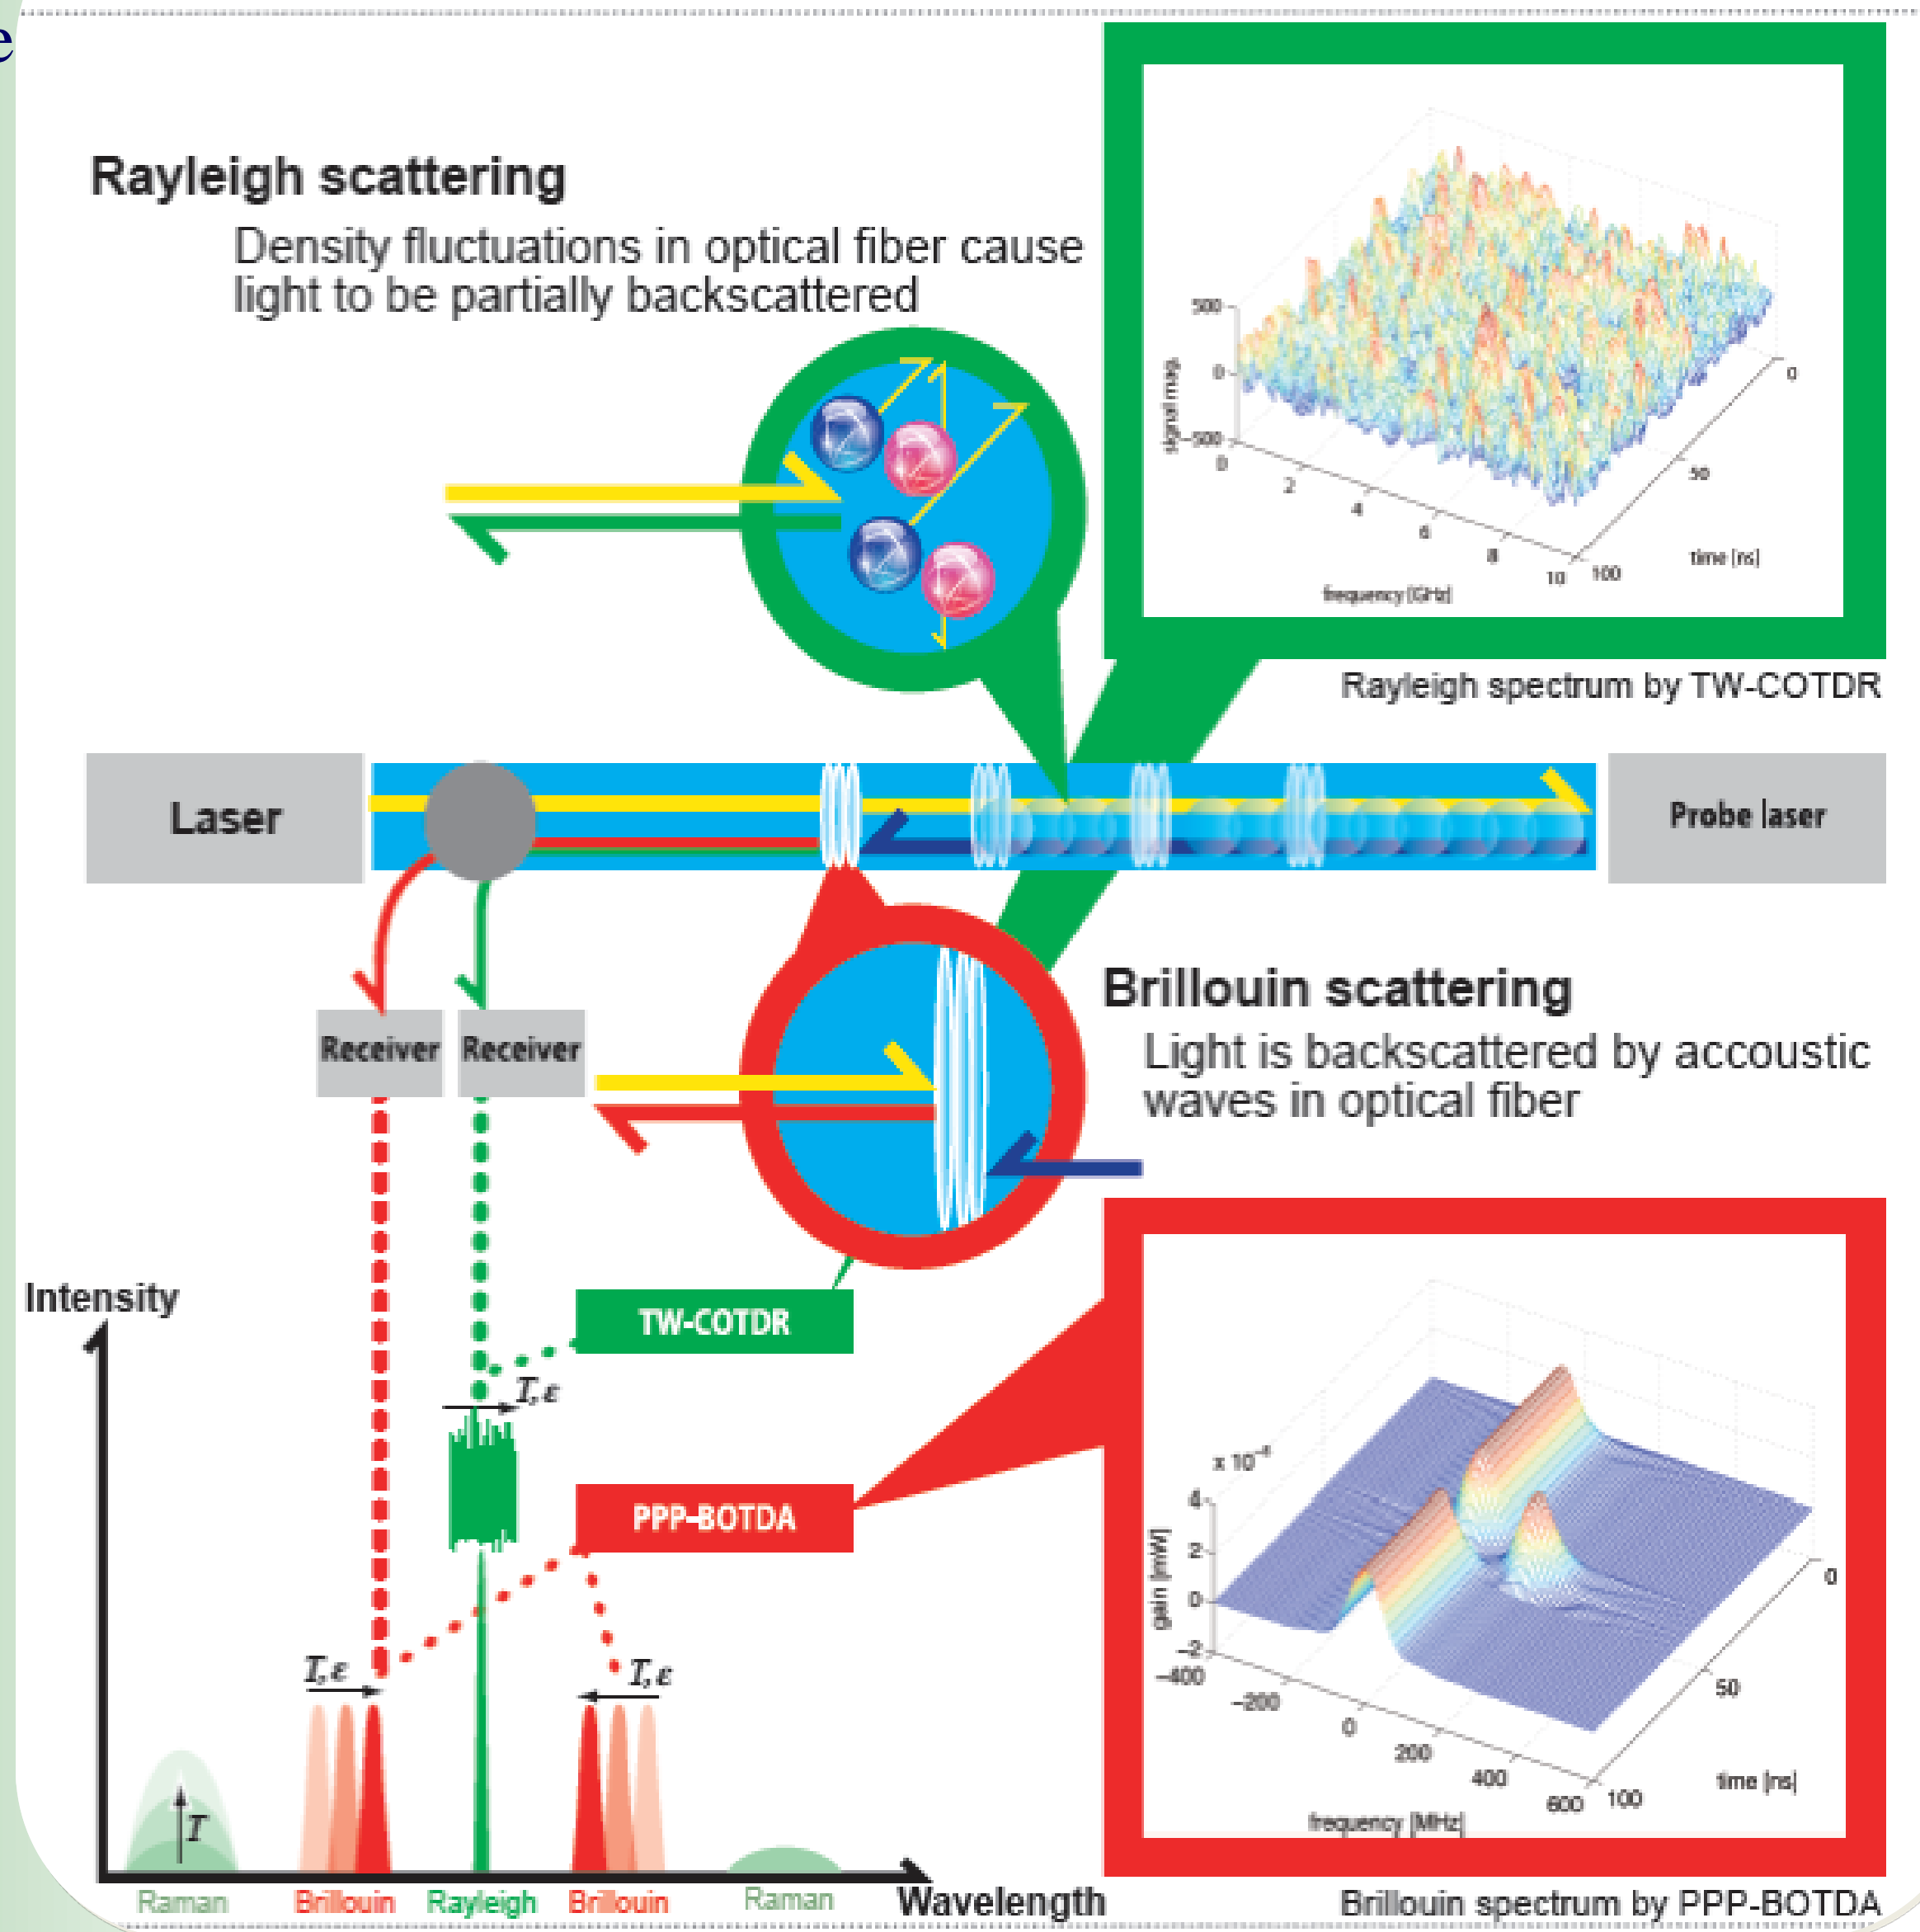 e
Rayleigh scattering
Density fluctuations in optical fiber cause
light to be partially backscattered
500
0
-500
signal mag.
0
2
4
6
8
10
frequency [GHz]
0
50
100
time [ns]
Rayleigh spectrum by TW-COTDR
Laser
Probe laser
Receiver
Receiver
Brillouin scattering
Light is backscattered by accoustic
waves in optical fiber
Intensity
TW-COTDR
T, ε
PPP-BOTDA
T, ε
T, ε
T
Raman
Brillouin
Rayleigh
Brillouin
Raman
Wavelength
4
2
0
-2
gain [mW]
-400
-200
0
200
400
600
frequency [MHz]
0
50
100
time [ns]
Brillouin spectrum by PPP-BOTDA